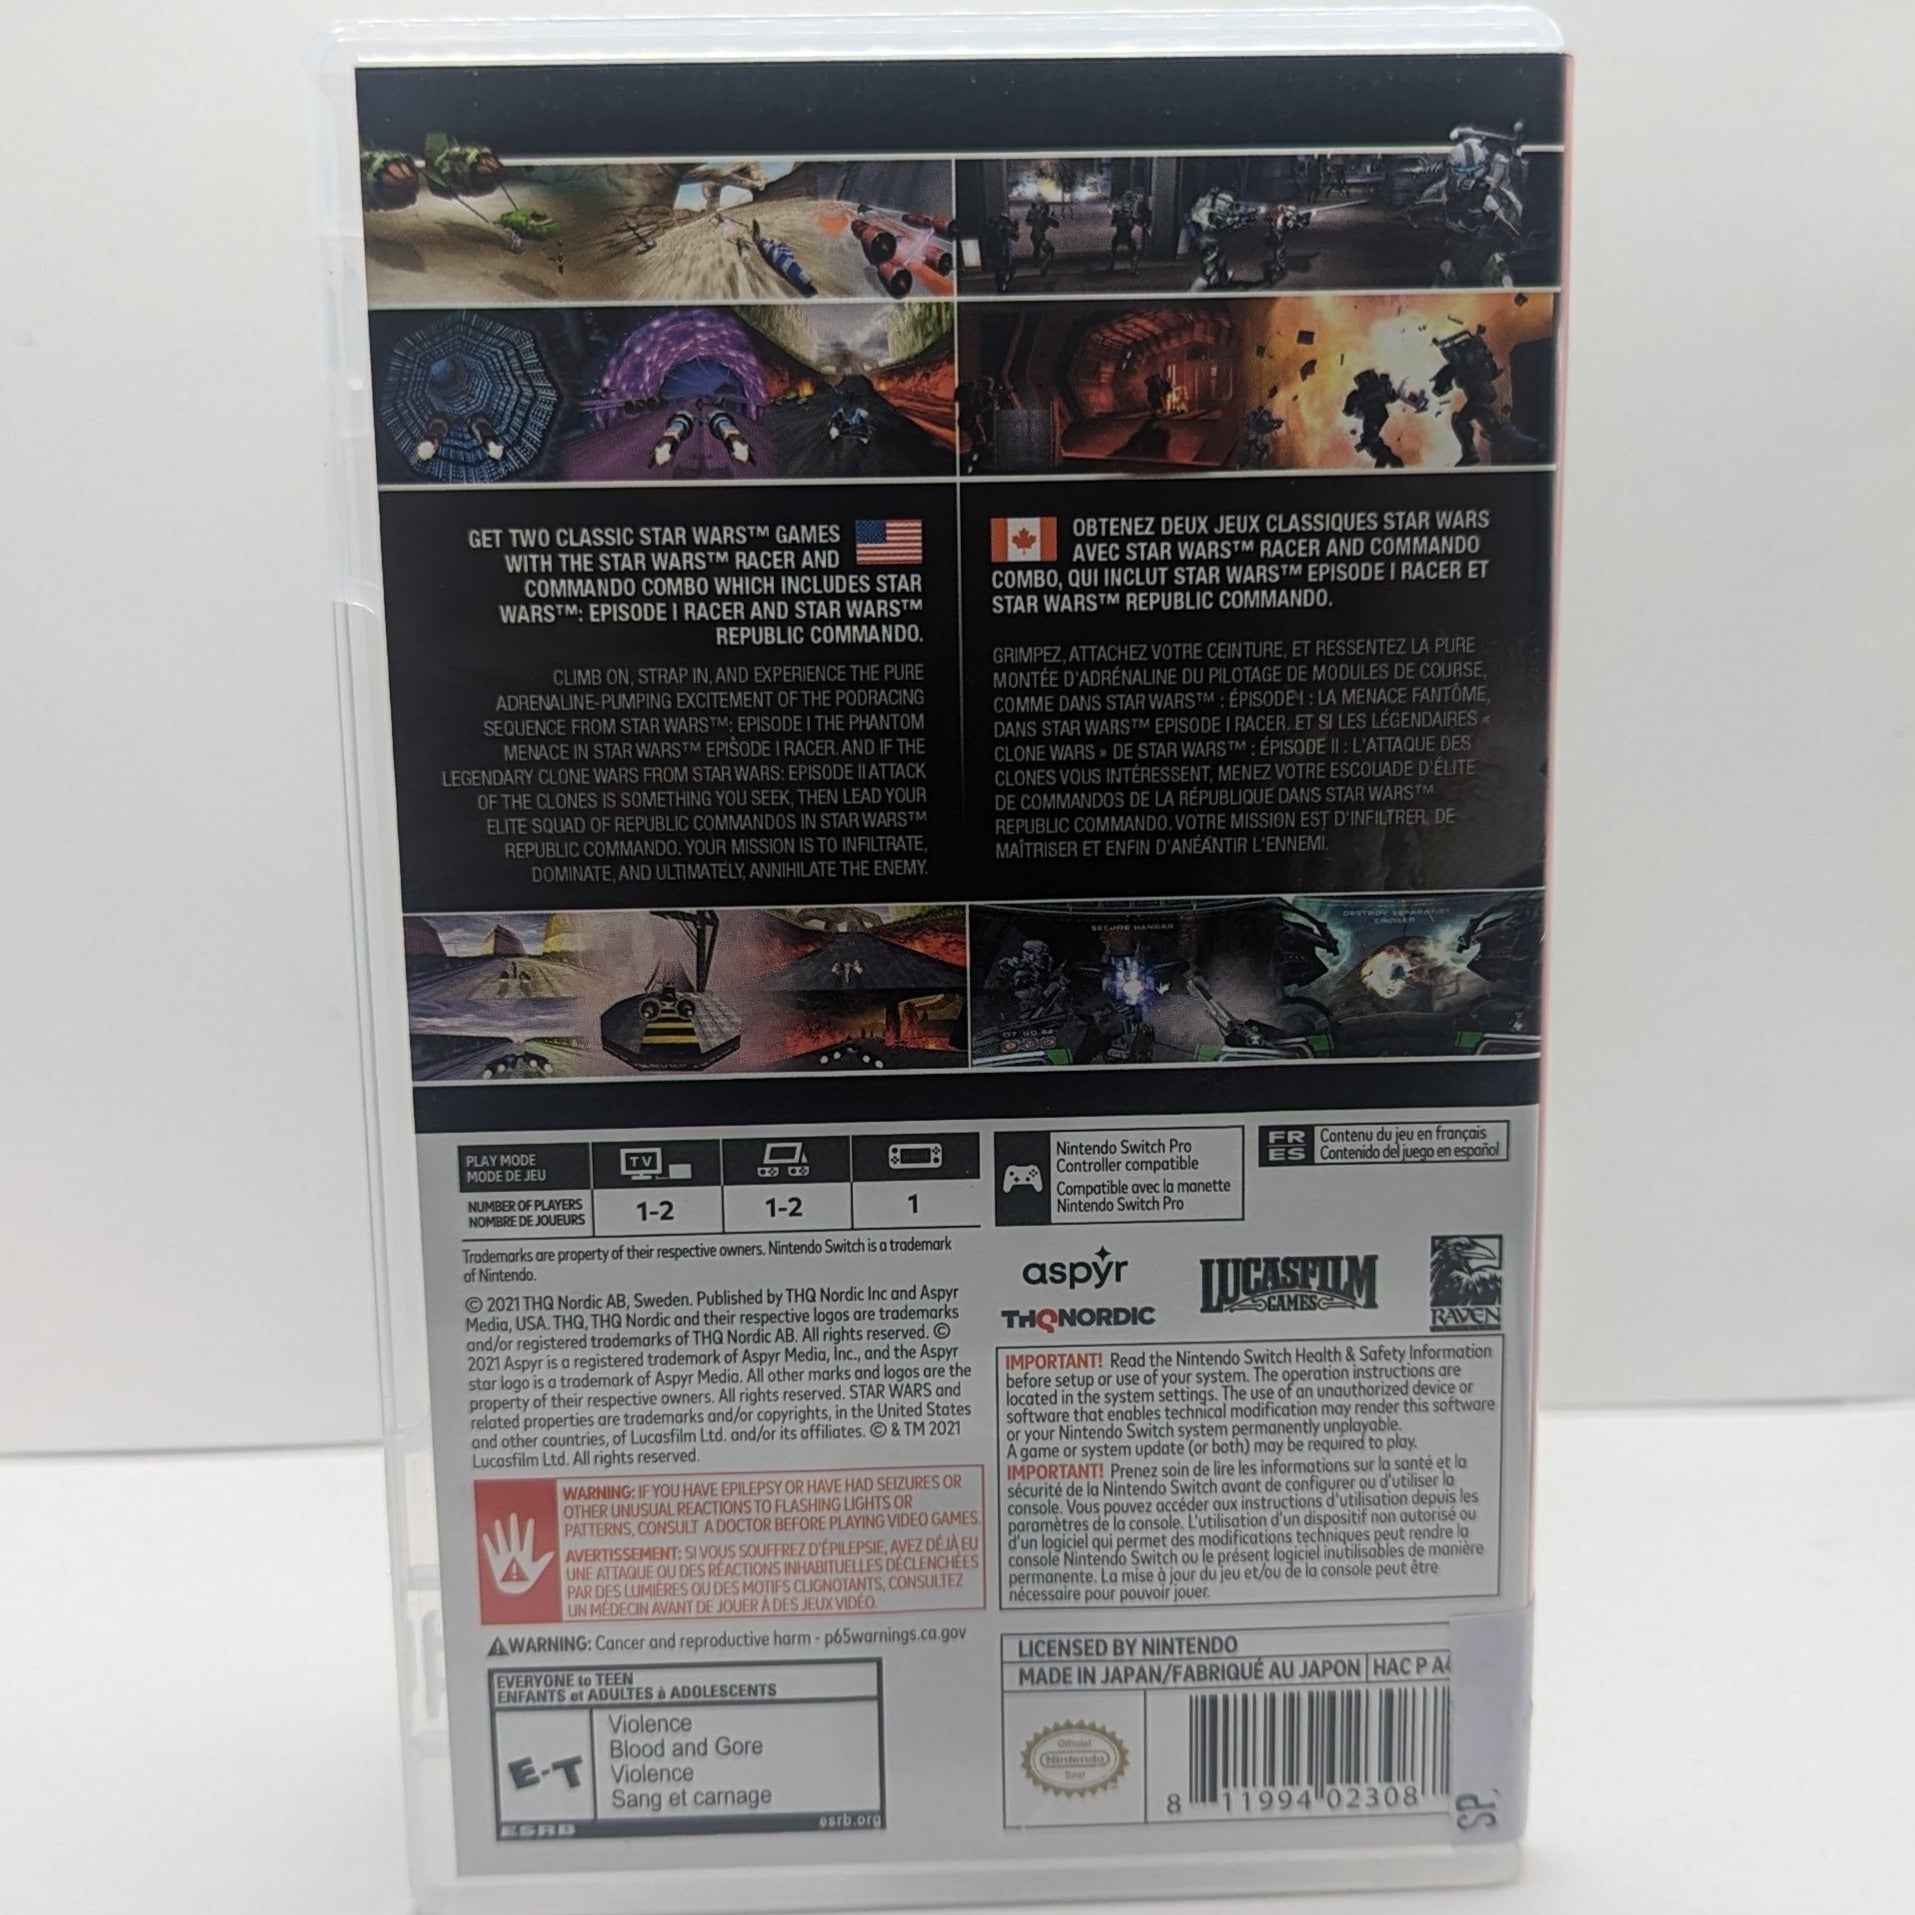 GET TWO CLASSIC STAR WARS™ GAMES
WITH THE STAR WARS™ RACER AND
COMMANDO COMBO WHICH INCLUDES STAR
WARS™: EPISODE I RACER AND STAR WARS™
REPUBLIC COMMANDO.
CLIMB ON, STRAP IN, AND EXPERIENCE THE PURE
ADRENALINE-PUMPING EXCITEMENT OF THE PODRACING
SEQUENCE FROM STAR WARS™: EPISODE I THE PHANTOM
MENACE IN STAR WARS™ EPISODE I RACER. AND IF THE
LEGENDARY CLONE WARS FROM STAR WARS: EPISODE II ATTACK
OF THE CLONES IS SOMETHING YOU SEEK, THEN LEAD YOUR
ELITE SQUAD OF REPUBLIC COMMANDOS IN STAR WARS™
REPUBLIC COMMANDO. YOUR MISSION IS TO INFILTRATE,
DOMINATE, AND ULTIMATELY, ANNIHILATE THE ENEMY.
OBTENEZ DEUX JEUX CLASSIQUES STAR WARS
AVEC STAR WARS™ RACER AND COMMANDO
COMBO, QUI INCLUT STAR WARS™ EPISODE I RACER ET
STAR WARS™ REPUBLIC COMMANDO.
GRIMPEZ, ATTACHEZ VOTRE CEINTURE, ET RESSENTEZ LA PURE
MONTÉE D'ADRÉNALINE DU PILOTAGE DE MODULES DE COURSE,
COMME DANS STAR WARS™ : ÉPISODE I : LA MENACE FANTÔME,
DANS STAR WARS™ EPISODE I RACER. ET SI LES LÉGENDAIRES «
CLONE WARS » DE STAR WARS™ : ÉPISODE II : L'ATTAQUE DES
CLONES VOUS INTÉRESSENT, MENEZ VOTRE ESCOUADE D'ÉLITE
DE COMMANDOS DE LA RÉPUBLIQUE DANS STAR WARS™
REPUBLIC COMMANDO. VOTRE MISSION EST D'INFILTRER, DE
MAÎTRISER ET ENFIN D'ANÉANTIR L'ENNEMI.
SECURE HANGAR
DESTROY SEPARATIST
CRUISER
PLAY MODE
MODE DE JEU
TV
NUMBER OF PLAYERS
NOMBRE DE JOUEURS
1-2
1-2
1
Nintendo Switch Pro
Controller compatible
Compatible avec la manette
Nintendo Switch Pro
FR Contenu du jeu en français
ES Contenido del juego en español
Trademarks are property of their respective owners. Nintendo Switch is a trademark
of Nintendo.
© 2021 THQ Nordic AB, Sweden. Published by THQ Nordic Inc and Aspyr
Media, USA. THQ, THQ Nordic and their respective logos are trademarks
and/or registered trademarks of THQ Nordic AB. All rights reserved. ©
2021 Aspyr is a registered trademark of Aspyr Media, Inc., and the Aspyr
star logo is a trademark of Aspyr Media. All other marks and logos are the
property of their respective owners. All rights reserved. STAR WARS and
related properties are trademarks and/or copyrights, in the United States
and other countries, of Lucasfilm Ltd. and/or its affiliates. © & TM 2021
Lucasfilm Ltd. All rights reserved.
aspyr
THQNORDIC
LUCASFILM
GAMES
RAVEN
IMPORTANT! Read the Nintendo Switch Health & Safety Information
before setup or use of your system. The operation instructions are
located in the system settings. The use of an unauthorized device or
software that enables technical modification may render this software
or your Nintendo Switch system permanently unplayable.
A game or system update (or both) may be required to play.
IMPORTANT! Prenez soin de lire les informations sur la santé et la
sécurité de la Nintendo Switch avant de configurer ou d'utiliser la
console. Vous pouvez accéder aux instructions d'utilisation depuis les
paramètres de la console. L'utilisation d'un dispositif non autorisé ou
d'un logiciel qui permet des modifications techniques peut rendre la
console Nintendo Switch ou le présent logiciel inutilisables de manière
permanente. La mise à jour du jeu et/ou de la console peut être
nécessaire pour pouvoir jouer.
WARNING: IF YOU HAVE EPILEPSY OR HAVE HAD SEIZURES OR
OTHER UNUSUAL REACTIONS TO FLASHING LIGHTS OR
PATTERNS, CONSULT A DOCTOR BEFORE PLAYING VIDEO GAMES.
AVERTISSEMENT: SI VOUS SOUFFREZ D'ÉPILEPSIE, AVEZ DÉJÀ EU
UNE ATTAQUE OU DES RÉACTIONS INHABITUELLES DÉCLENCHÉES
PAR DES LUMIÈRES OU DES MOTIFS CLIGNOTANTS, CONSULTEZ
UN MÉDECIN AVANT DE JOUER À DES JEUX VIDÉO.
WARNING: Cancer and reproductive harm - p65warnings.ca.gov
EVERYONE to TEEN
ENFANTS et ADULTES à ADOLESCENTS
E-T
Violence
Blood and Gore
Violence
Sang et carnage
ESRB
esrb.org
LICENSED BY NINTENDO
MADE IN JAPAN/FABRIQUÉ AU JAPON HAC P A4
Official
Nintendo
Seal
8 11994 02308
SP.